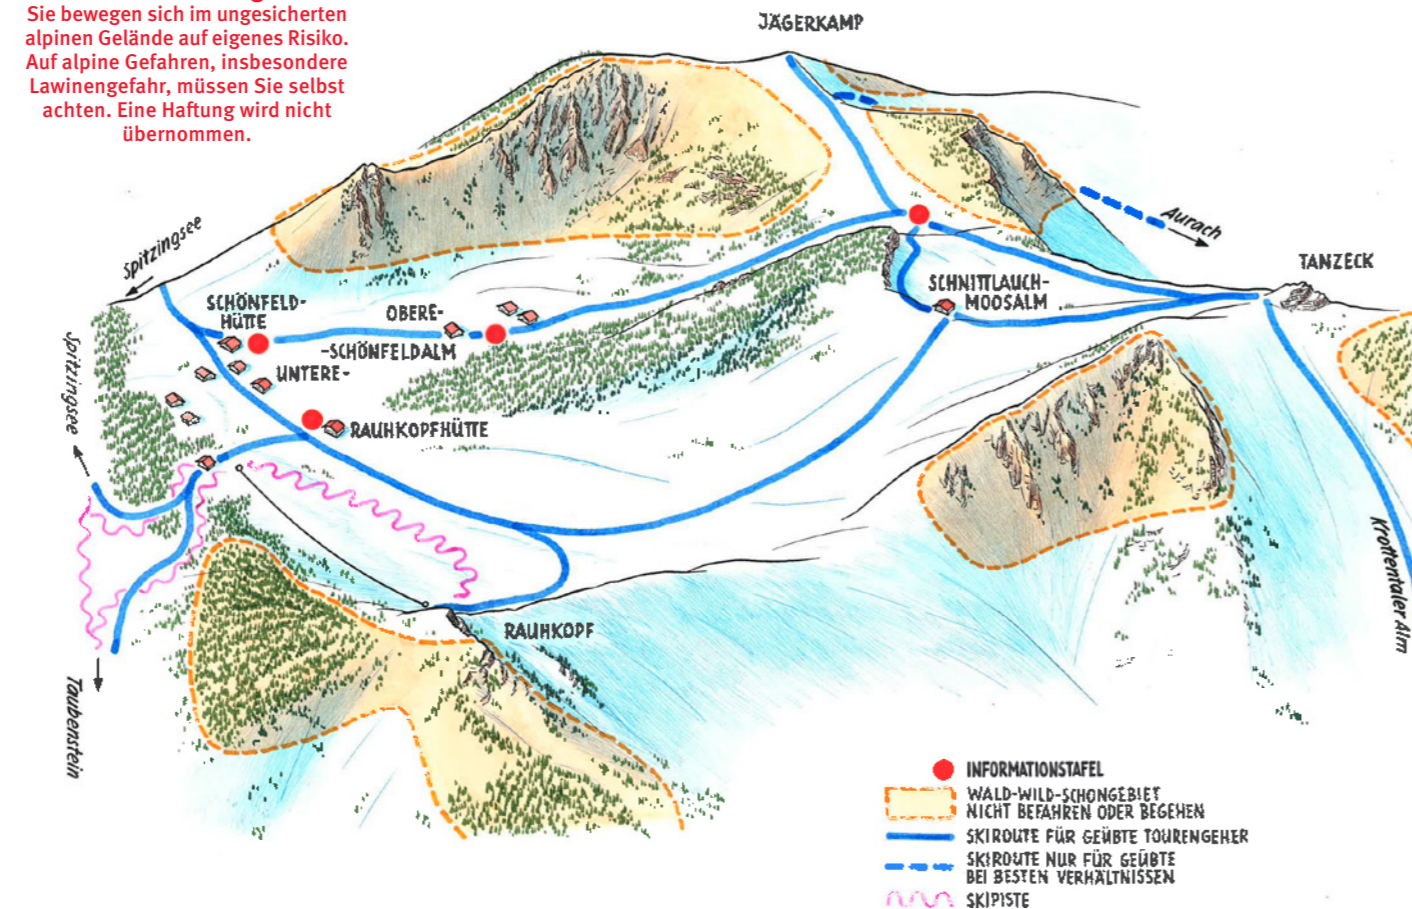 Sie bewegen sich im ungesicherten
alpinen Gelände auf eigenes Risiko.
Auf alpine Gefahren, insbesondere
Lawinengefahr, müssen Sie selbst
achten. Eine Haftung wird nicht
übernommen.
JÄGERKAMP
Spitzingsee
Aurach
TANZECK
SCHÖNFELD-
HÜTTE
OBERE-
-SCHÖNFELDALM
UNTERE-
SCHNITTLAUCH-
MOOSALM
Spitzingsee
RAUHKOPFHÜTTE
Krottentaler Alm
RAUHKOPF
Taubenstein
INFORMATIONSTAFEL
WALD-WILD-SCHONGEBIET
NICHT BEFAHREN ODER BEGEHEN
SKIROUTE FÜR GEÜBTE TOURENGEHER
SKIROUTE NUR FÜR GEÜBTE
BEI BESTEN VERHÄLTNISSEN
SKIPISTE